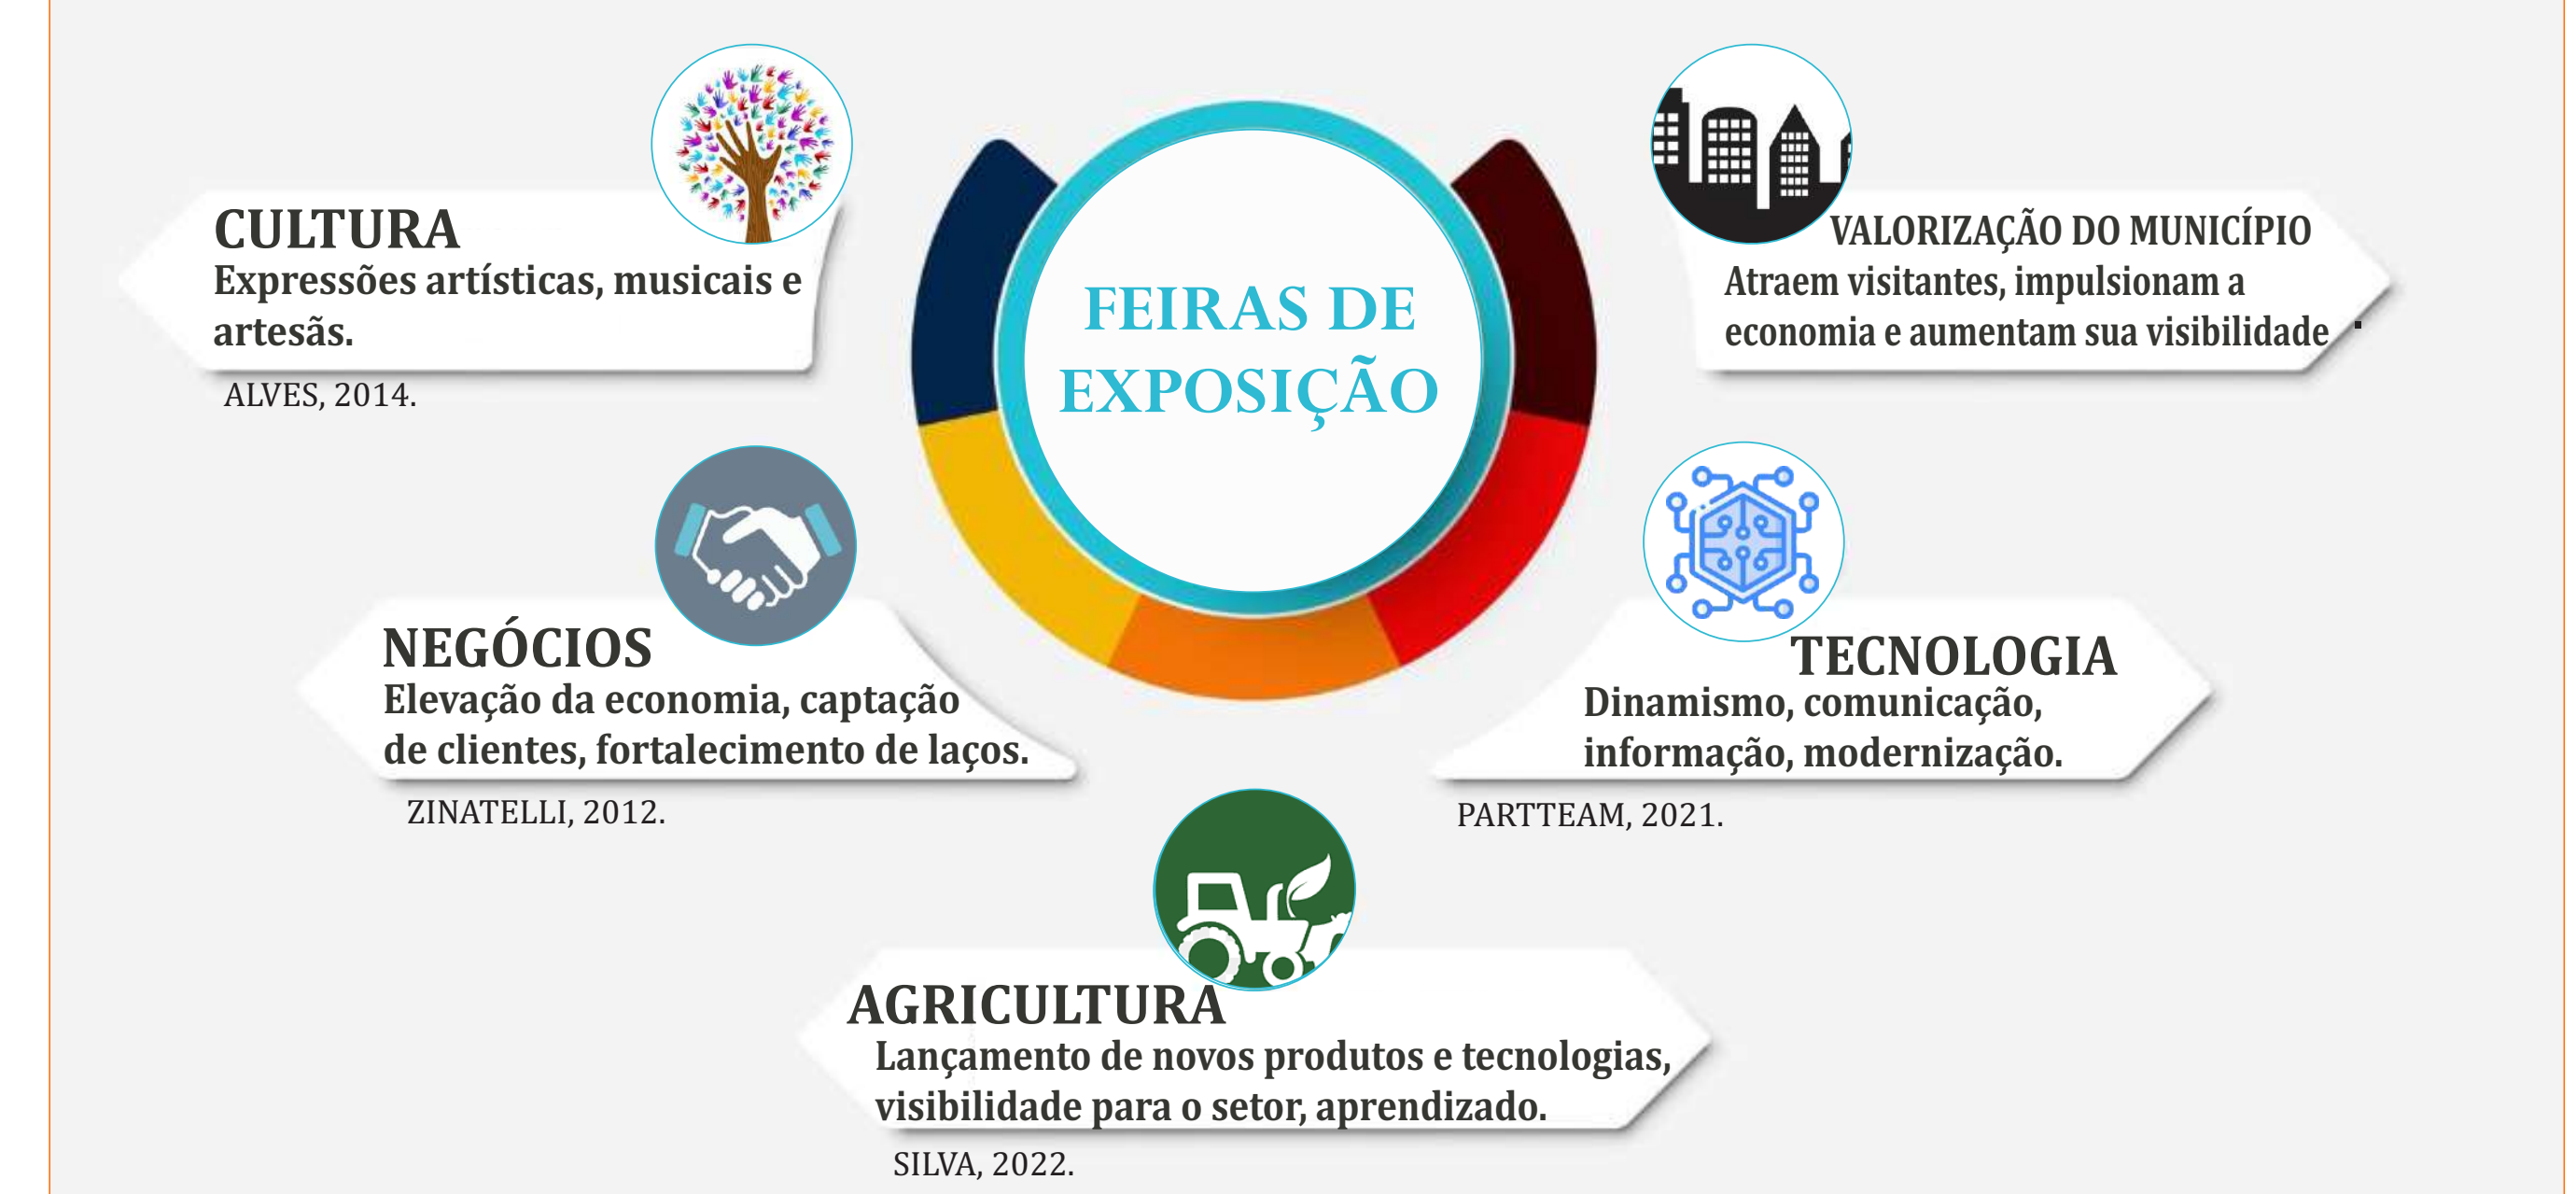 CULTURA
Expressões artísticas, musicais e
artesãs.
ALVES, 2014.
FEIRAS DE
EXPOSIÇÃO
VALORIZAÇÃO DO MUNICÍPIO
Atraem visitantes, impulsionam a
economia e aumentam sua visibilidade .
NEGÓCIOS
Elevação da economia, captação
de clientes, fortalecimento de laços.
ZINATELLI, 2012.
TECNOLOGIA
Dinamismo, comunicação,
informação, modernização.
PARTTEAM, 2021.
AGRICULTURA
Lançamento de novos produtos e tecnologias,
visibilidade para o setor, aprendizado.
SILVA, 2022.